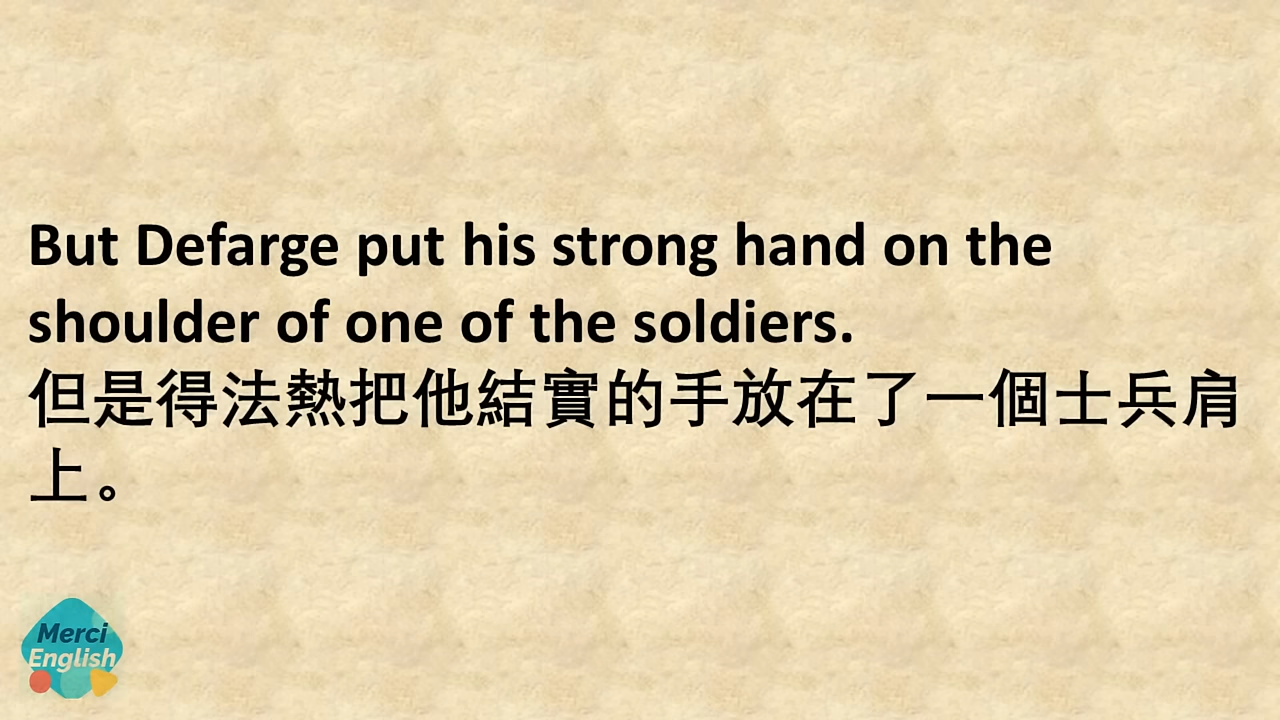 But Defarge put his strong hand on the
shoulder of one of the soldiers.
但是得法熱把他結實的手放在了一個士兵肩
上。
Merci
English